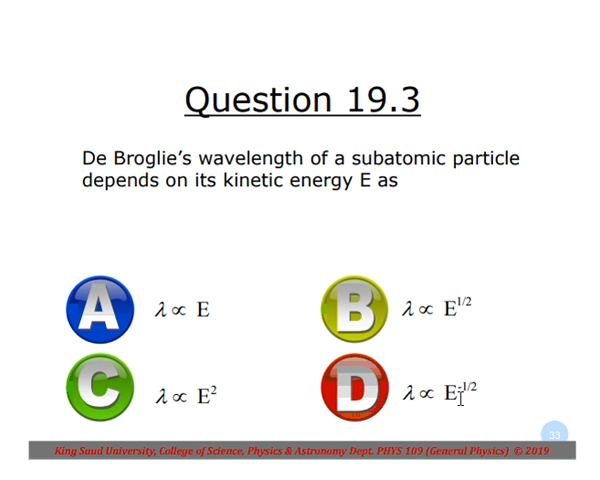 Question 19.3
De Broglie’s wavelength of a subatomic particle
depends on its kinetic energy E as
A λ ∝ E
B λ ∝ E^1/2
C λ ∝ E^2
D λ ∝ E^-1/2
33
King Saud University, College of Science, Physics & Astronomy Dept. PHYS 109 (General Physics) © 2019